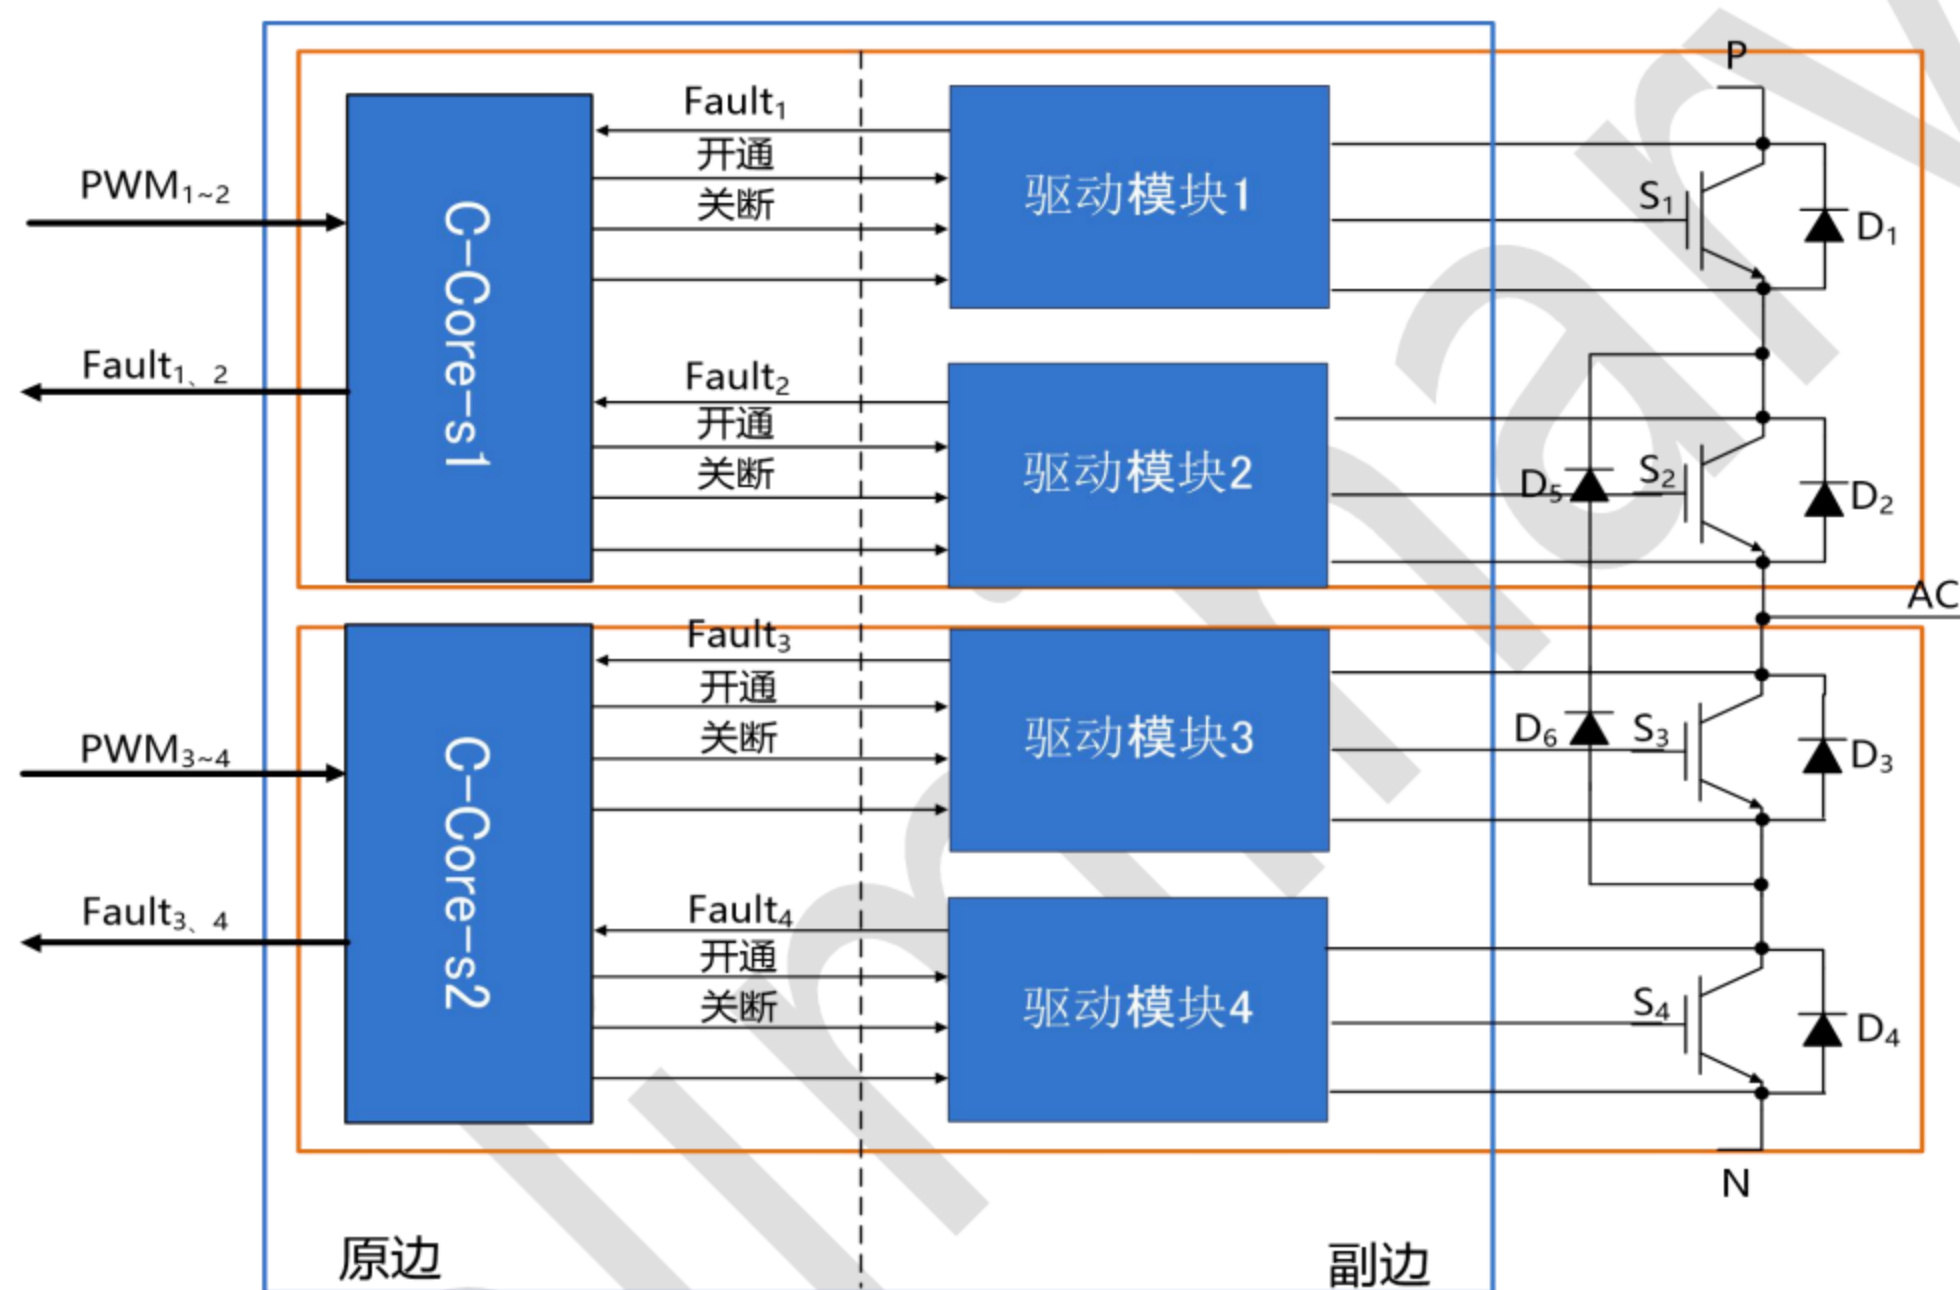 P
Fault₁
开通
关断
PWM₁~₂
C-Core-s1
驱动模块1
S₁
D₁
Fault₁、₂
Fault₂
开通
关断
驱动模块2
D₅
S₂
D₂
AC
Fault₃
开通
关断
PWM₃~₄
C-Core-s2
驱动模块3
D₆
S₃
D₃
Fault₃、₄
Fault₄
开通
关断
驱动模块4
S₄
D₄
N
原边
副边